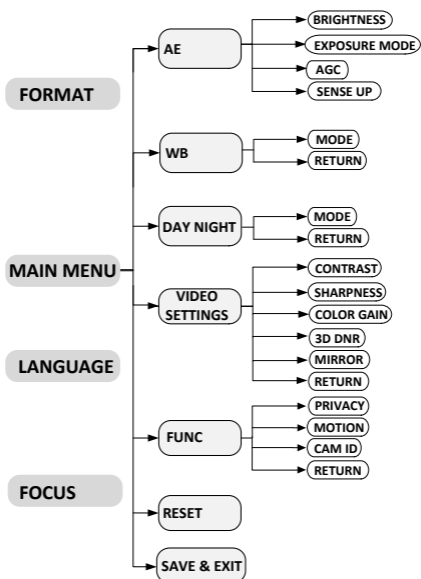 FORMAT
MAIN MENU
LANGUAGE
FOCUS
AE
BRIGHTNESS
EXPOSURE MODE
AGC
SENSE UP
WB
MODE
RETURN
DAY NIGHT
MODE
RETURN
VIDEO
SETTINGS
CONTRAST
SHARPNESS
COLOR GAIN
3D DNR
MIRROR
RETURN
FUNC
PRIVACY
MOTION
CAM ID
RETURN
RESET
SAVE & EXIT